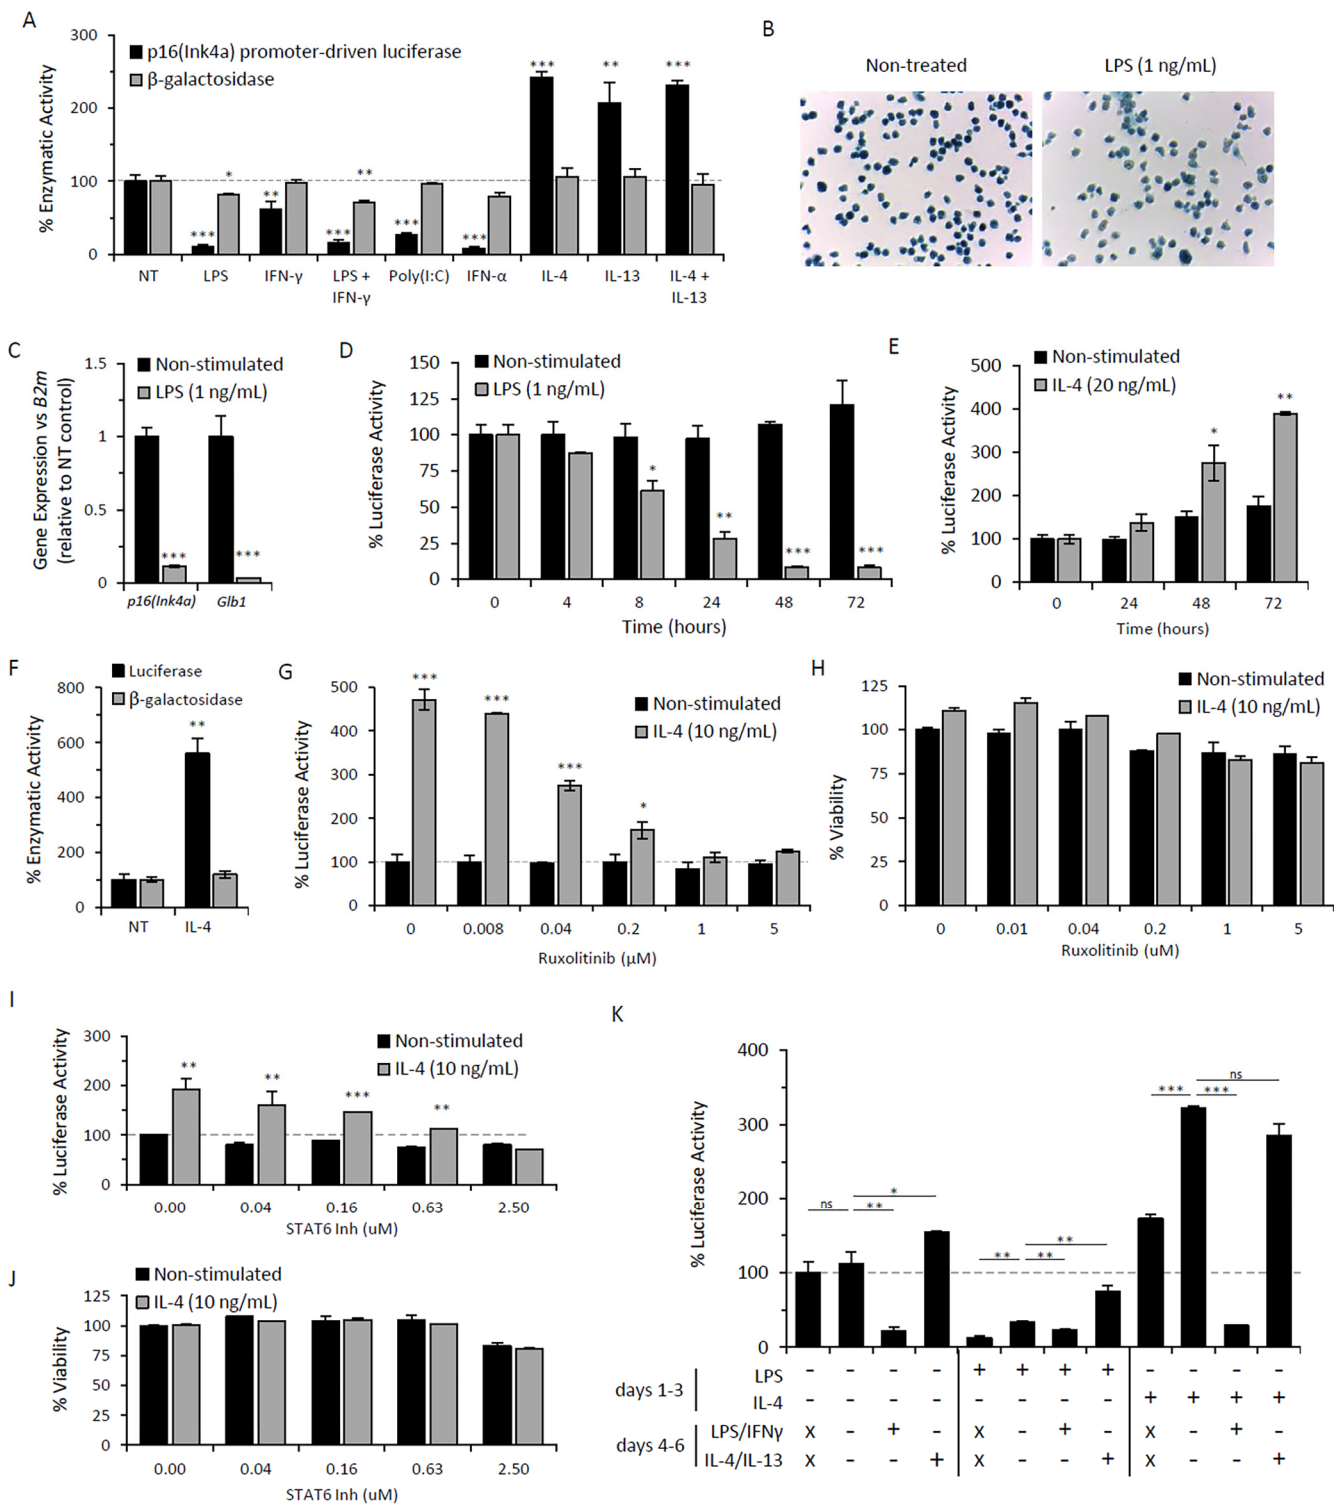 A
% Enzymatic Activity
300
200
100
0
p16(Ink4a) promoter-driven luciferase
β-galactosidase
*** ** ***
* ** **
*** *** *** ***
NT LPS IFN-γ LPS + IFN-γ Poly(I:C) IFN-α IL-4 IL-13 IL-4 + IL-13
B
Non-treated LPS (1 ng/mL)
C
Gene Expression vs B2m
(relative to NT control)
1.5
1
0.5
0
Non-stimulated
LPS (1 ng/mL)
*** ***
p16(Ink4a) Glb1
D
% Luciferase Activity
150
125
100
75
50
25
0
Non-stimulated
LPS (1 ng/mL)
* ** *** ***
0 4 8 24 48 72
Time (hours)
E
% Luciferase Activity
500
400
300
200
100
0
Non-stimulated
IL-4 (20 ng/mL)
* **
0 24 48 72
Time (hours)
F
% Enzymatic Activity
800
600
400
200
0
Luciferase
β-galactosidase
**
NT IL-4
G
% Luciferase Activity
500
400
300
200
100
0
Non-stimulated
IL-4 (10 ng/mL)
*** *** *** *
0 0.008 0.04 0.2 1 5
Ruxolitinib (µM)
H
% Viability
125
100
75
50
25
0
Non-stimulated
IL-4 (10 ng/mL)
0 0.01 0.04 0.2 1 5
Ruxolitinib (uM)
I
% Luciferase Activity
300
200
100
0
Non-stimulated
IL-4 (10 ng/mL)
** ** *** **
0.00 0.04 0.16 0.63 2.50
STAT6 Inh (uM)
J
% Viability
125
100
75
50
25
0
Non-stimulated
IL-4 (10 ng/mL)
0.00 0.04 0.16 0.63 2.50
STAT6 Inh (uM)
K
% Luciferase Activity
400
300
200
100
0
ns ** *
** ** **
*** *** ns
days 1-3
LPS - - - - + + + + - - - -
IL-4 - - - - - - - - + + + +
days 4-6
LPS/IFNγ X - + - X - + - X - + -
IL-4/IL-13 X - - + X - - + X - - +